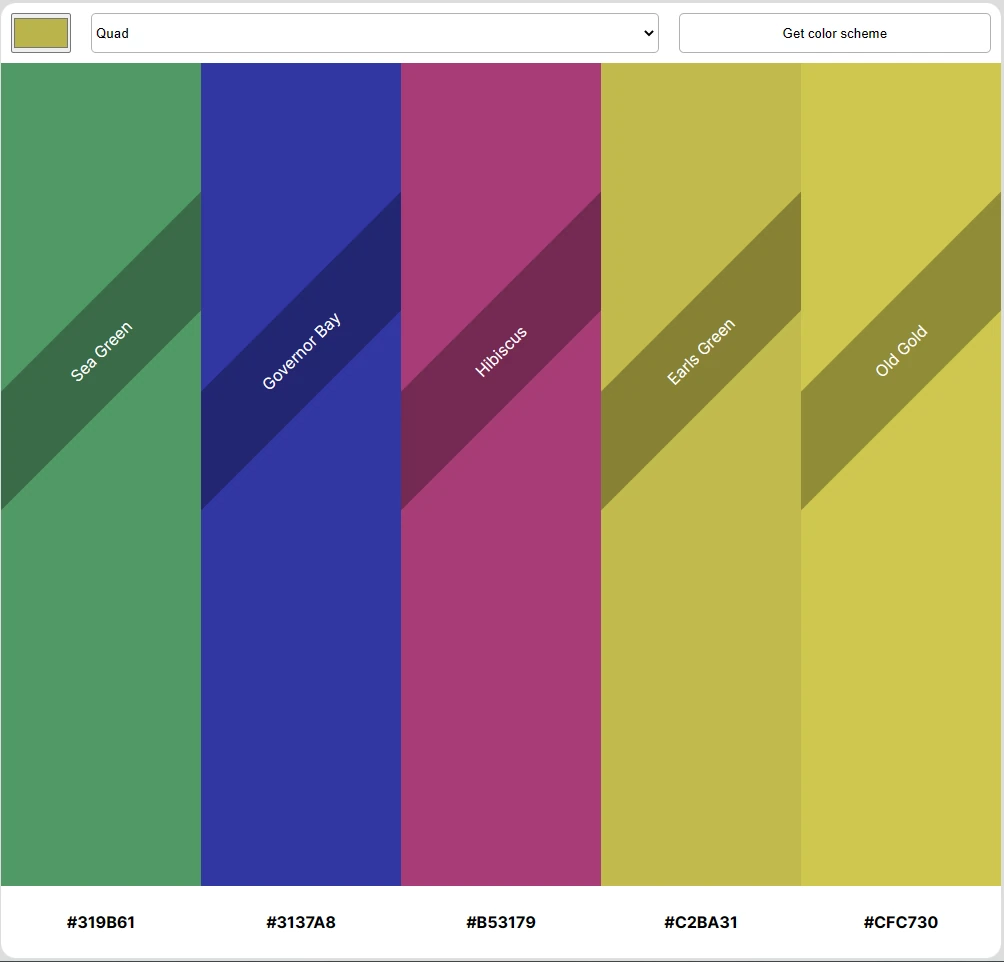 Quad
Get color scheme
Sea Green
Governor Bay
Hibiscus
Earls Green
Old Gold
#319B61
#3137A8
#B53179
#C2BA31
#CFC730